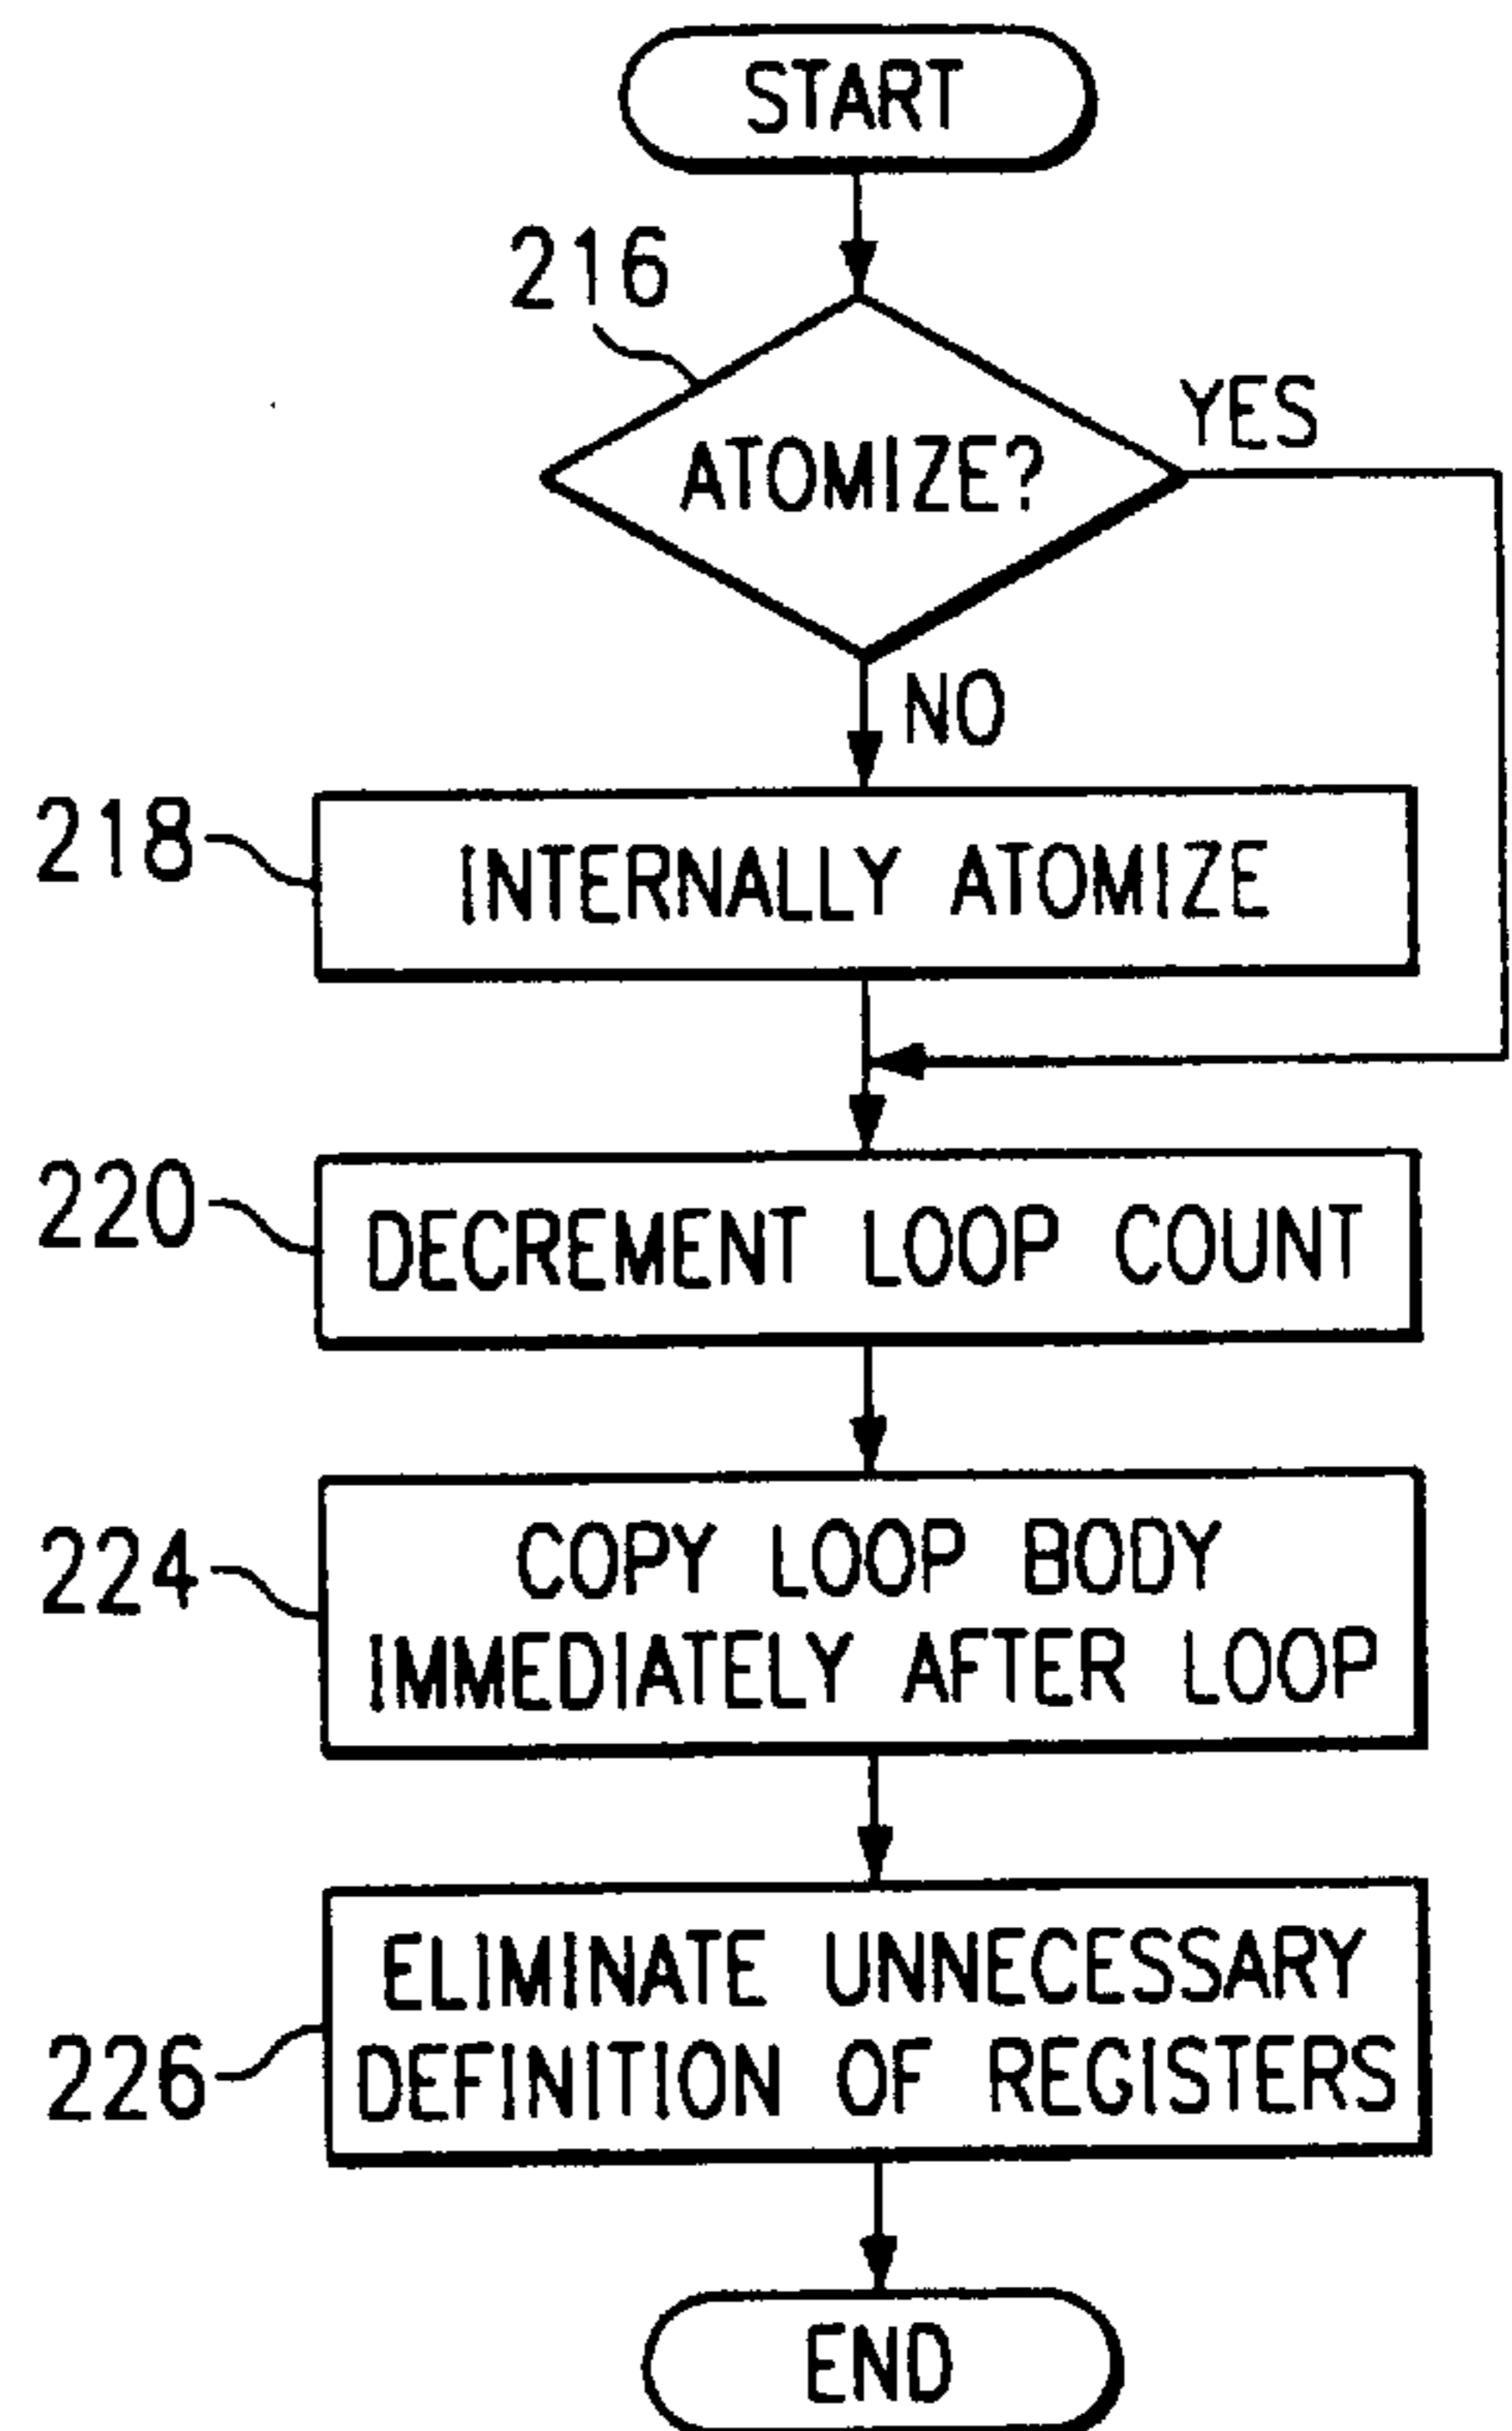 START
216
ATOMIZE?
YES
NO
218
INTERNALLY ATOMIZE
220
DECREMENT LOOP COUNT
224
COPY LOOP BODY
IMMEDIATELY AFTER LOOP
226
ELIMINATE UNNECESSARY
DEFINITION OF REGISTERS
END